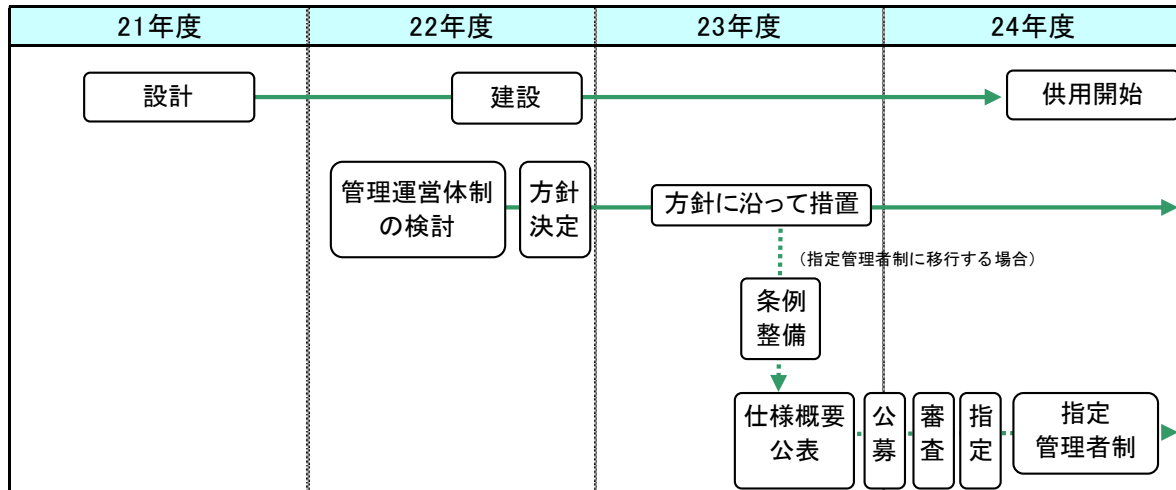 21年度
22年度
23年度
24年度
設計
建設
供用開始
管理運営体制
の検討
方針
決定
方針に沿って措置
（指定管理者制に移行する場合）
条例
整備
仕様概要
公表
公募
審査
指定
指定
管理者制